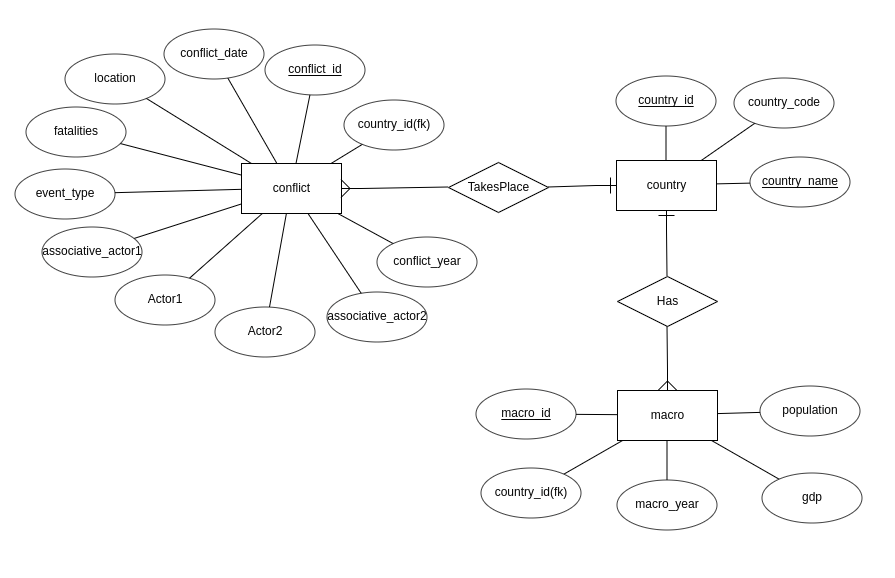 conflict_date
conflict_id
location
country_id(fk)
fatalities
event_type
conflict
associative_actor1
Actor1
Actor2
associative_actor2
conflict_year
TakesPlace
country_id
country_code
country
country_name
Has
macro_id
macro
population
country_id(fk)
macro_year
gdp